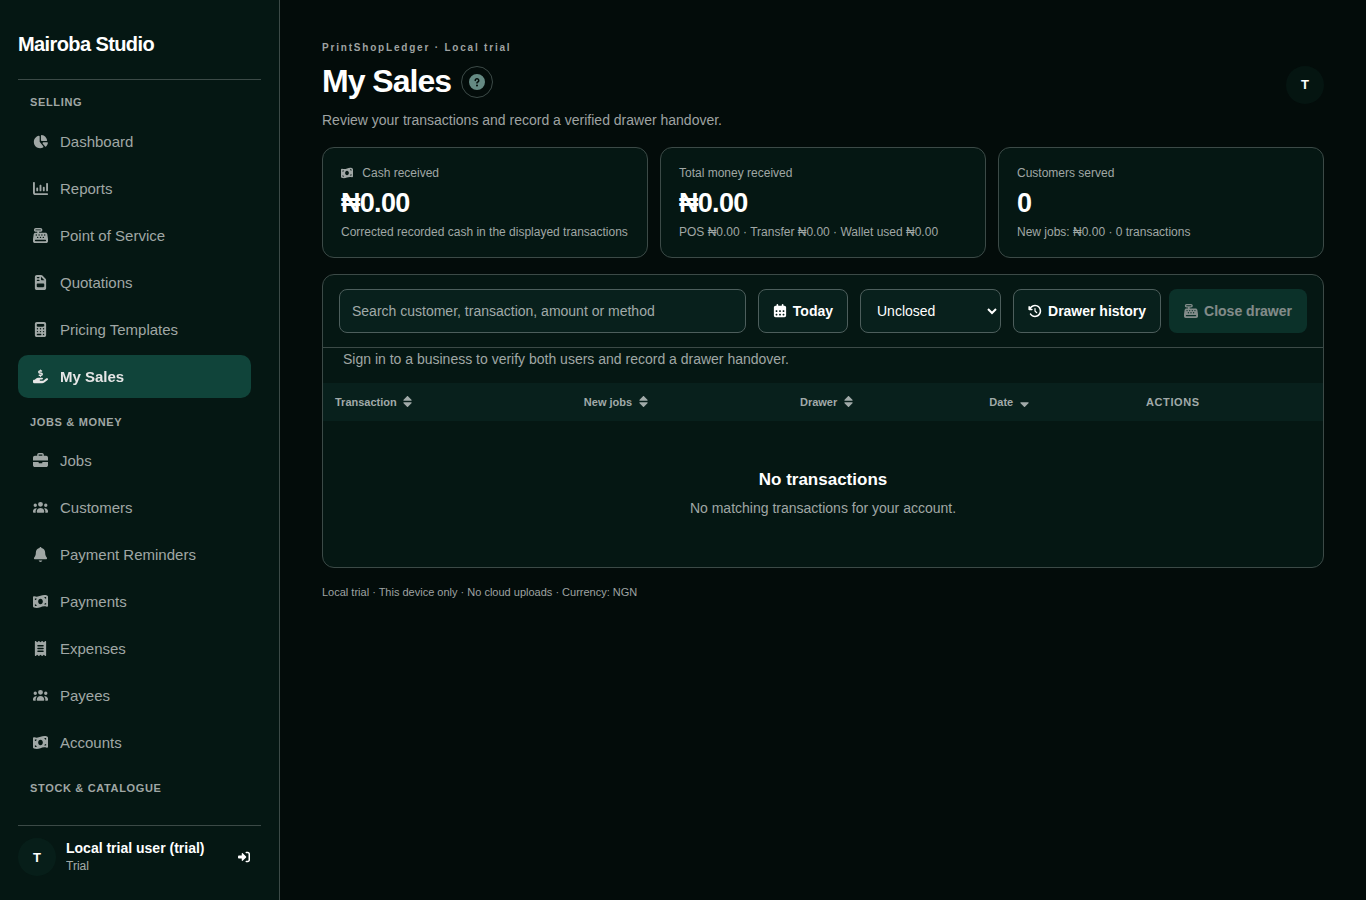 Mairoba Studio
SELLING
Dashboard
Reports
Point of Service
Quotations
Pricing Templates
My Sales
JOBS & MONEY
Jobs
Customers
Payment Reminders
Payments
Expenses
Payees
Accounts
STOCK & CATALOGUE
T
Local trial user (trial)
Trial
PrintShopLedger · Local trial
My Sales
?
T
Review your transactions and record a verified drawer handover.
Cash received
₦0.00
Corrected recorded cash in the displayed transactions
Total money received
₦0.00
POS ₦0.00 · Transfer ₦0.00 · Wallet used ₦0.00
Customers served
0
New jobs: ₦0.00 · 0 transactions
Search customer, transaction, amount or method
Today
Unclosed
Drawer history
Close drawer
Sign in to a business to verify both users and record a drawer handover.
Transaction New jobs Drawer Date ACTIONS
No transactions
No matching transactions for your account.
Local trial · This device only · No cloud uploads · Currency: NGN